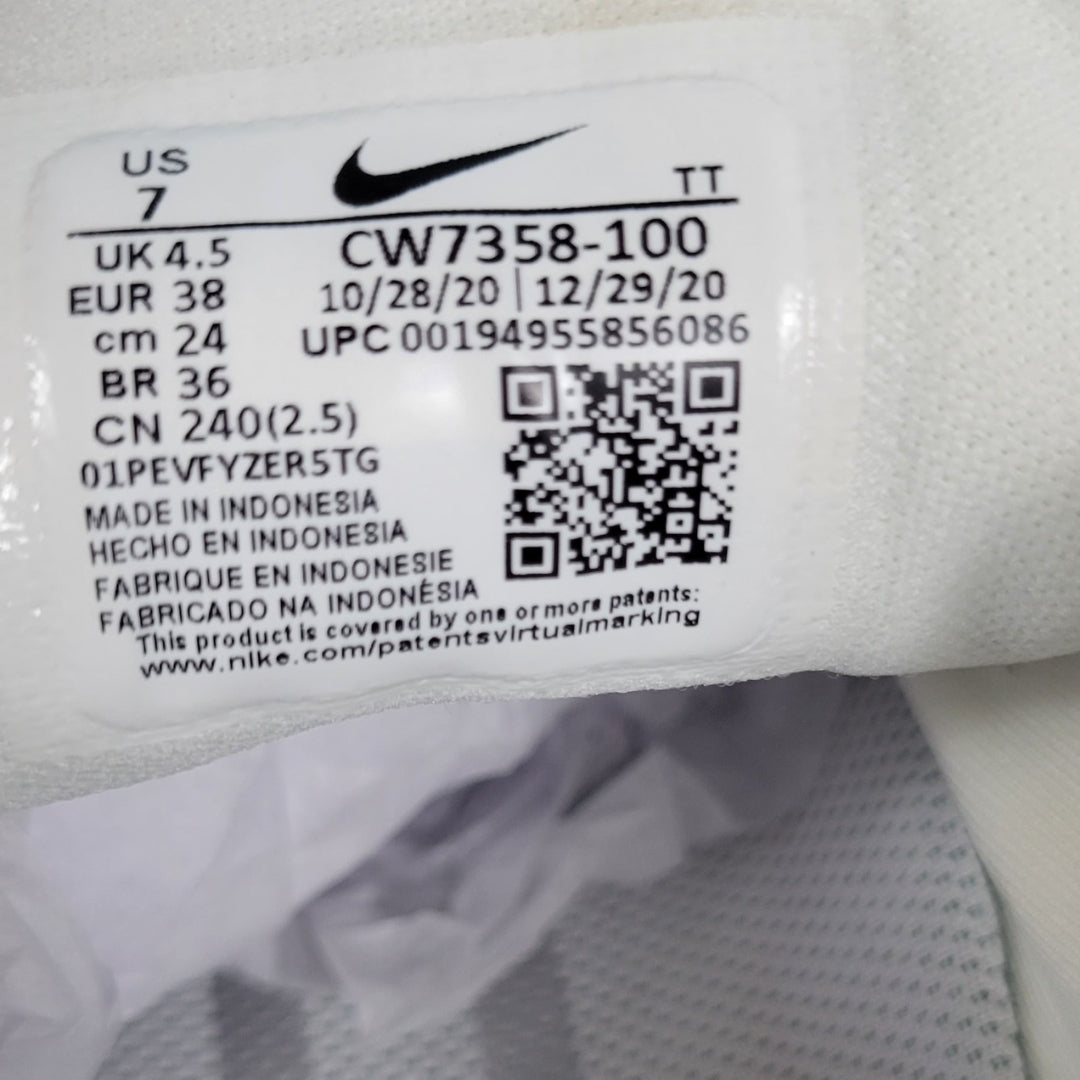 US
7
TT
UK 4.5
CW7358-100
EUR 38
10/28/20 | 12/29/20
cm 24
UPC 00194955856086
BR 36
CN 240(2.5)
01PEVFYZER5TG
MADE IN INDONESIA
HECHO EN INDONESIA
FABRIQUE EN INDONESIE
FABRICADO NA INDONÉSIA
This product is covered by one or more patents:
www.nike.com/patentsvirtualmarking